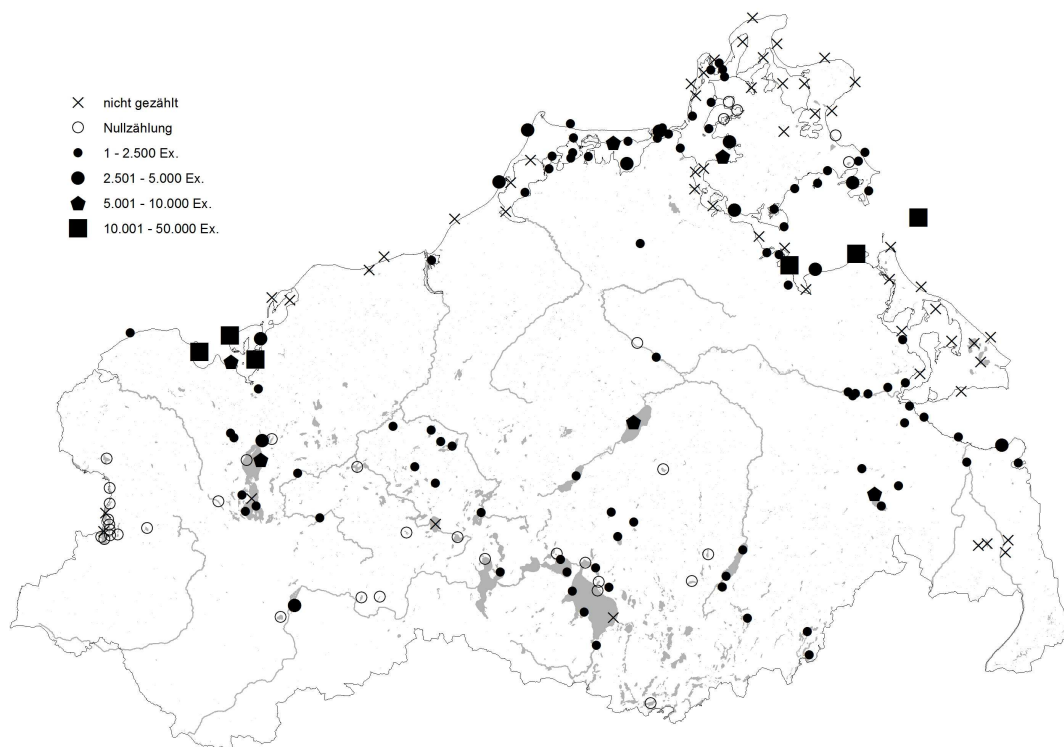 nicht gezählt
Nullzählung
1 - 2.500 Ex.
2.501 - 5.000 Ex.
5.001 - 10.000 Ex.
10.001 - 50.000 Ex.